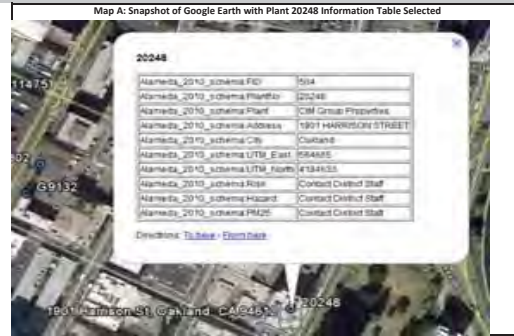 Map A: Snapshot of Google Earth with Plant 20248 Information Table Selected
20248
Alameda_2010_schema:FID 584
Alameda_2010_schema:PlantNo 20248
Alameda_2010_schema:Plant CIM Group Properties
Alameda_2010_schema:Address 1901 HARRISON STREET
Alameda_2010_schema:City Oakland
Alameda_2010_schema:UTM_East 564685
Alameda_2010_schema:UTM_North
Alameda_2010_schema:Risk Contact District Staff
Alameda_2010_schema:Hazard Contact District Staff
Alameda_2010_schema:PM25 Contact District Staff
Directions: To here - From here
G9132
1901 Harrison St, Oakland, CA 94612
20248